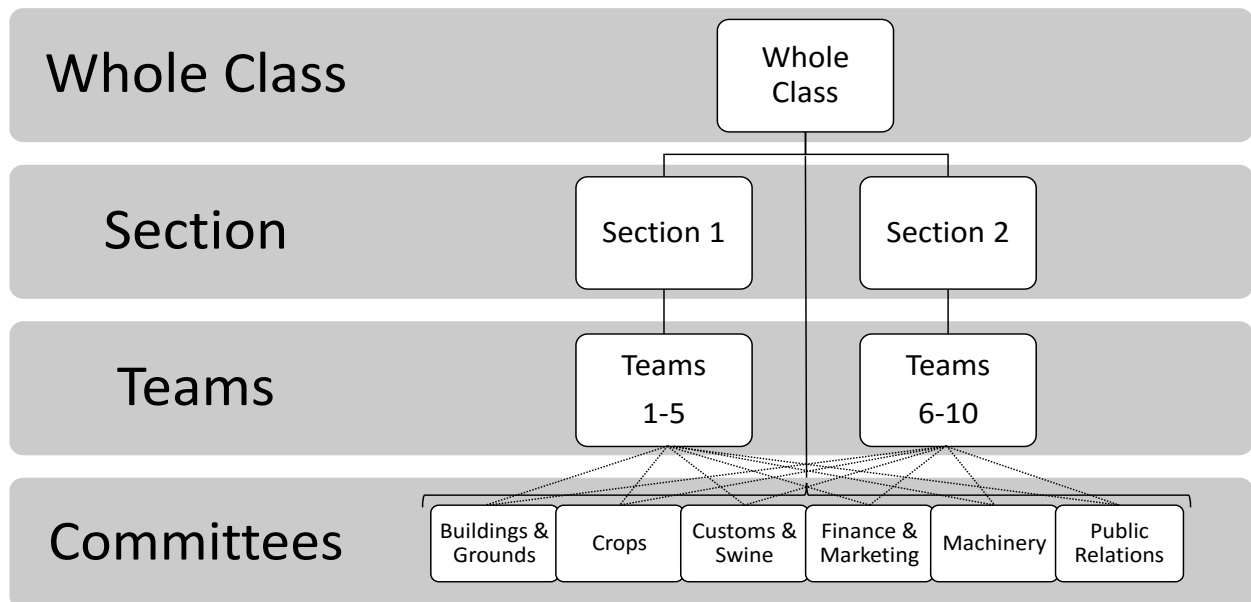 Whole Class
Whole
Class
Section
Section 1
Section 2
Teams
Teams
1-5
Teams
6-10
Committees
Buildings &
Grounds
Crops
Customs &
Swine
Finance &
Marketing
Machinery
Public
Relations